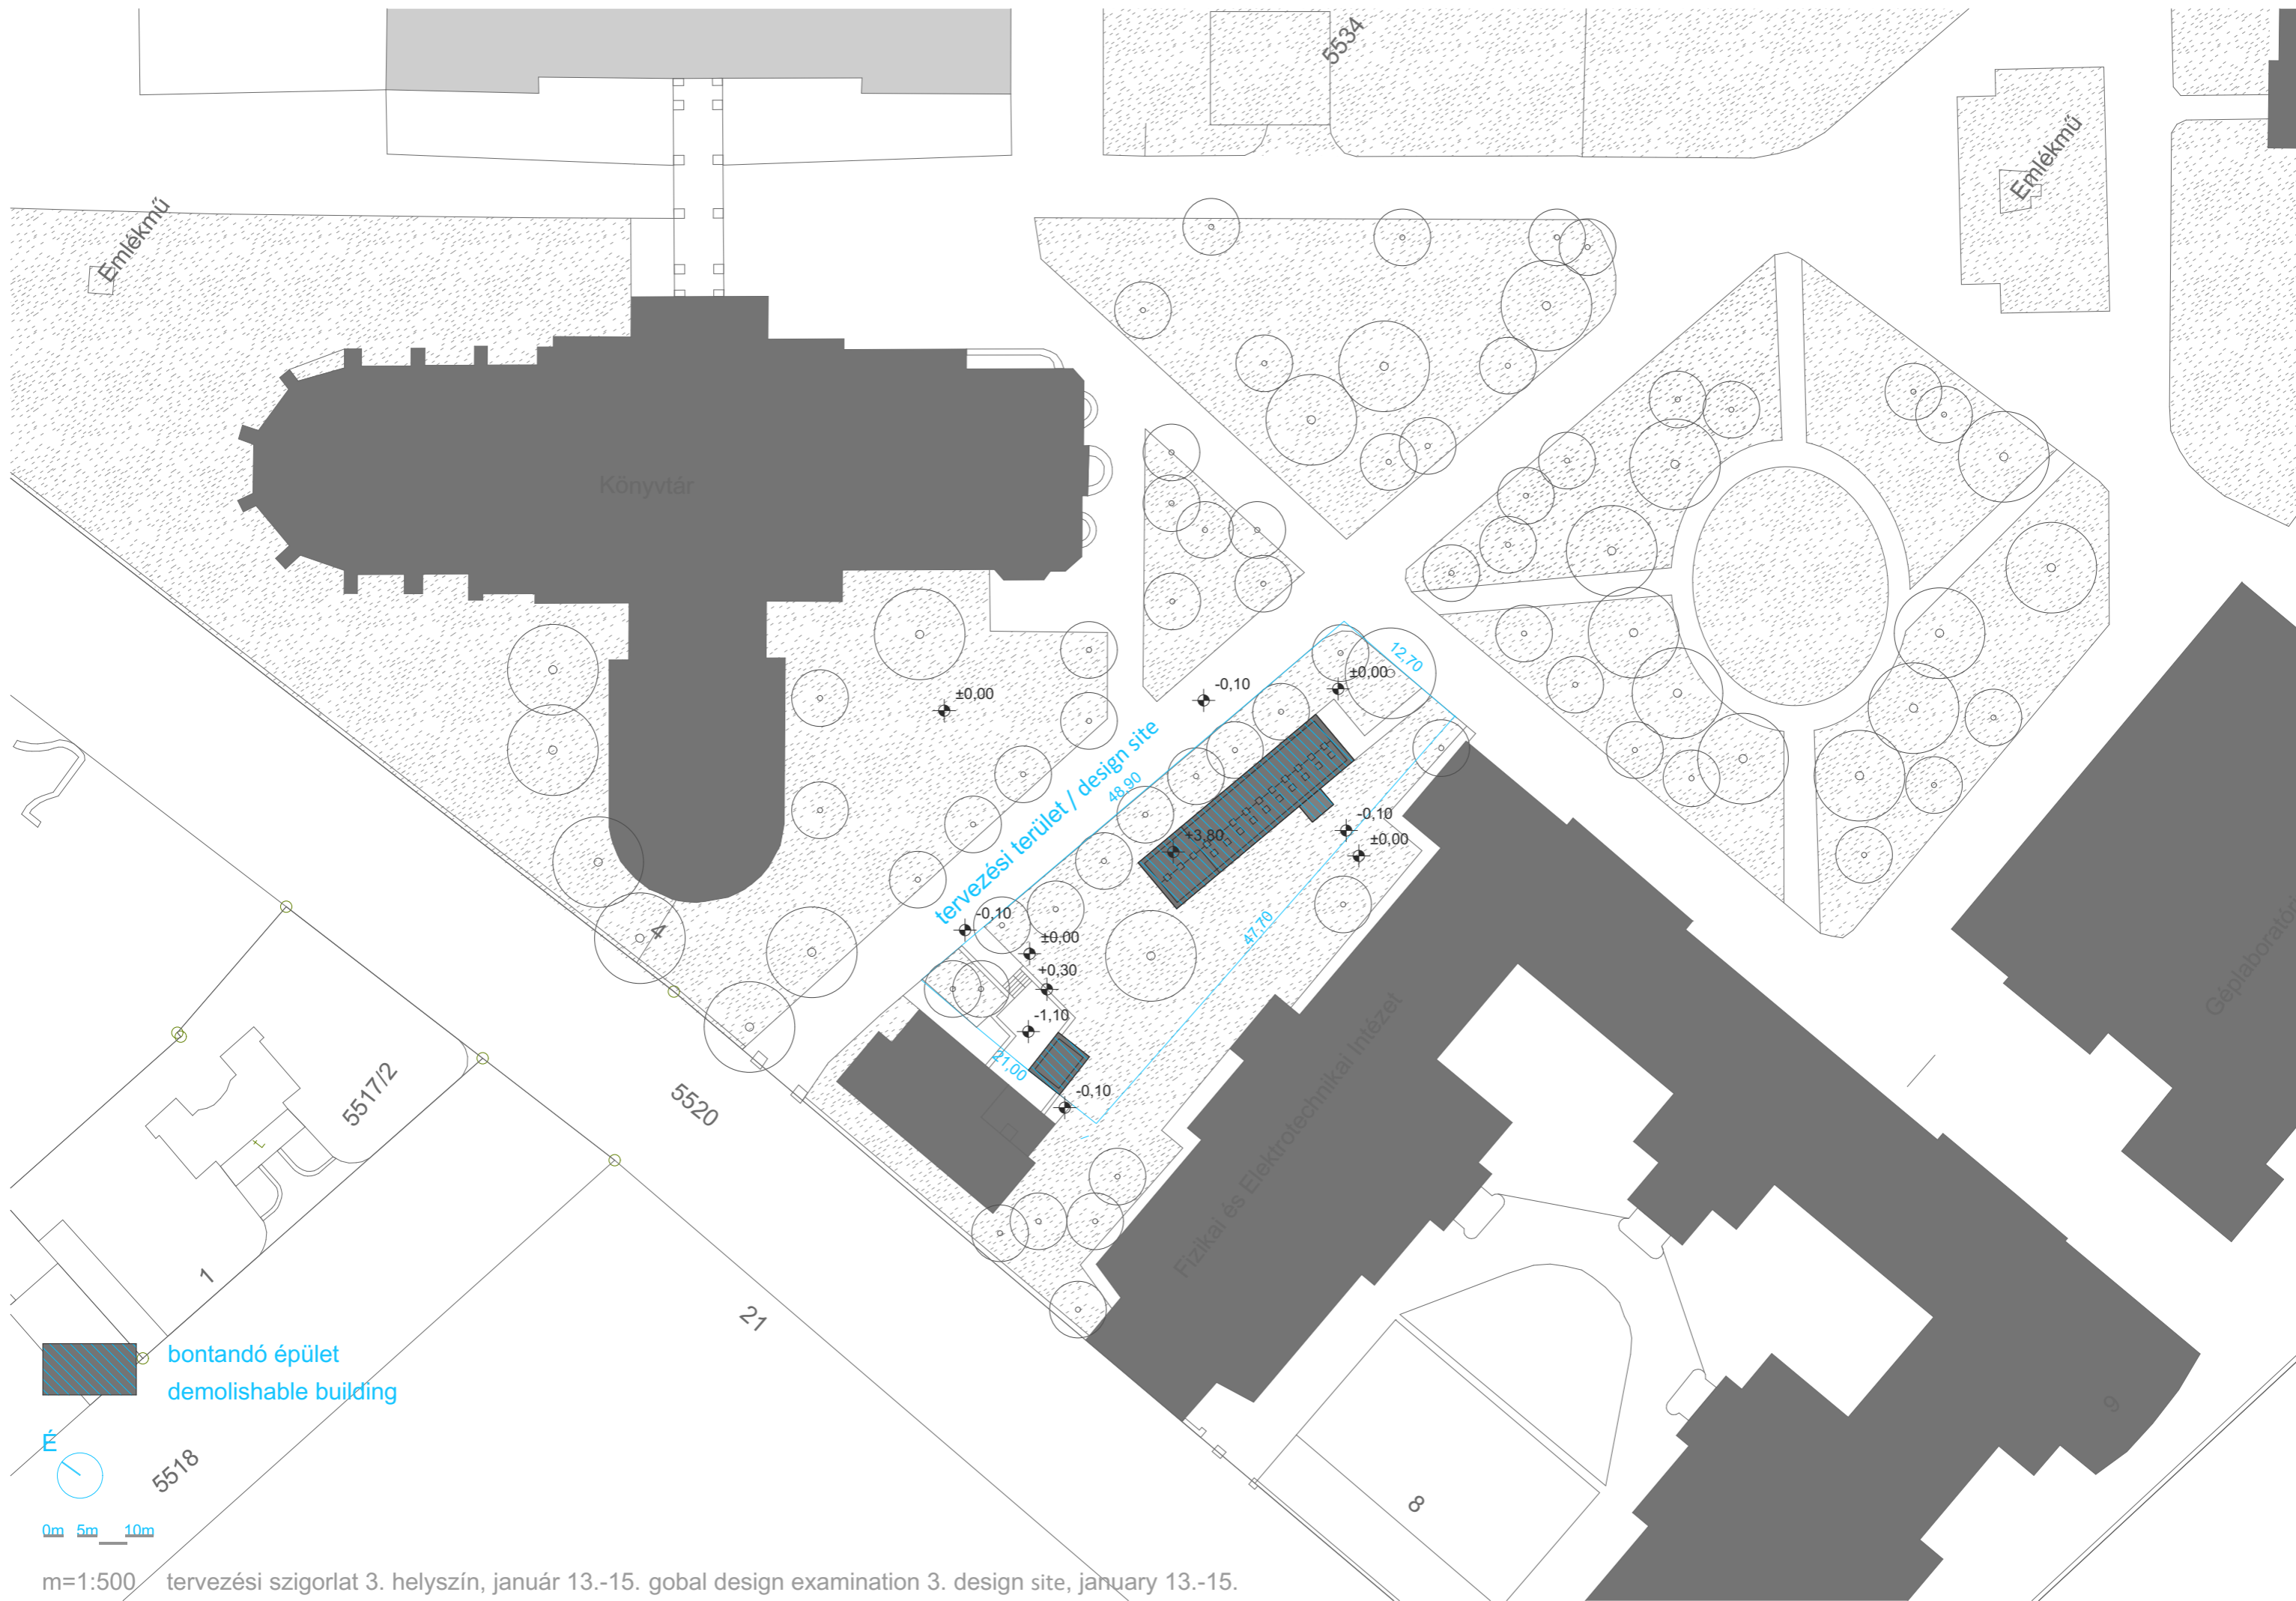 5534
Emlékmű
Emlékmű
Könyvtár
12,70
±0,00
-0,10
±0,00
tervezési terület / design site
48,90
-0,10
±0,00
+3,80
47,70
-0,10
±0,00
+0,30
-1,10
21,00
-0,10
4
5520
5517/2
1
21
Fizikai és Elektrotechnikai Intézet
9
8
bontandó épület
demolishable building
É
5518
0m 5m 10m
m=1:500 tervezési szigorlat 3. helyszín, január 13.-15. gobal design examination 3. design site, january 13.-15.